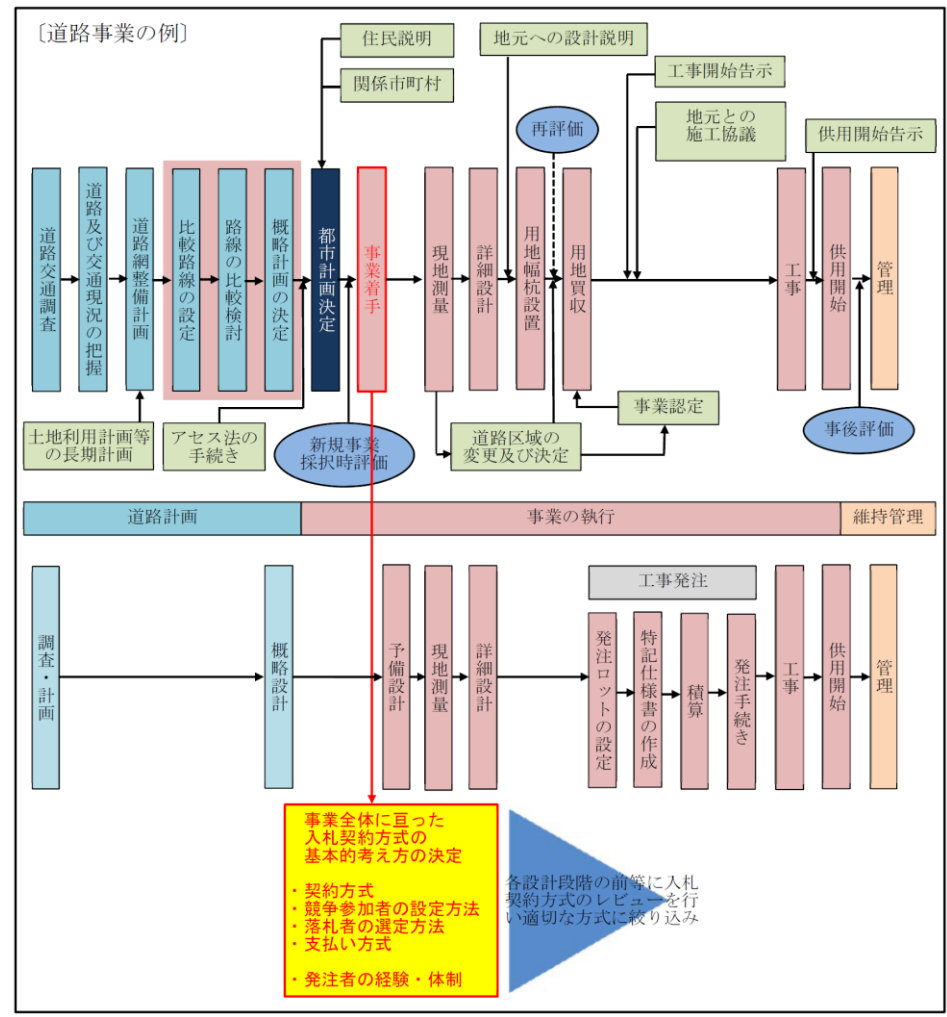 〔道路事業の例〕
住民説明
関係市町村
地元への設計説明
再評価
工事開始告示
地元との
施工協議
供用開始告示
道路交通調査
道路及び交通現況の把握
道路網整備計画
比較路線の設定
路線の比較検討
概略計画の決定
都市計画決定
事業着手
現地測量
詳細設計
用地幅杭設置
用地買収
工事
供用開始
管理
土地利用計画等
の長期計画
アセス法の
手続き
新規事業
採択時評価
道路区域の
変更及び決定
事業認定
事後評価
道路計画
事業の執行
維持管理
調査・計画
概略設計
予備設計
現地測量
詳細設計
工事発注
発注ロットの設定
特記仕様書の作成
積算
発注手続き
工事
供用開始
管理
事業全体に亘った
入札契約方式の
基本的考え方の決定
・契約方式
・競争参加者の設定方法
・落札者の選定方法
・支払い方式
・発注者の経験・体制
各設計段階の前等に入札
契約方式のレビューを行
い適切な方式に絞り込み